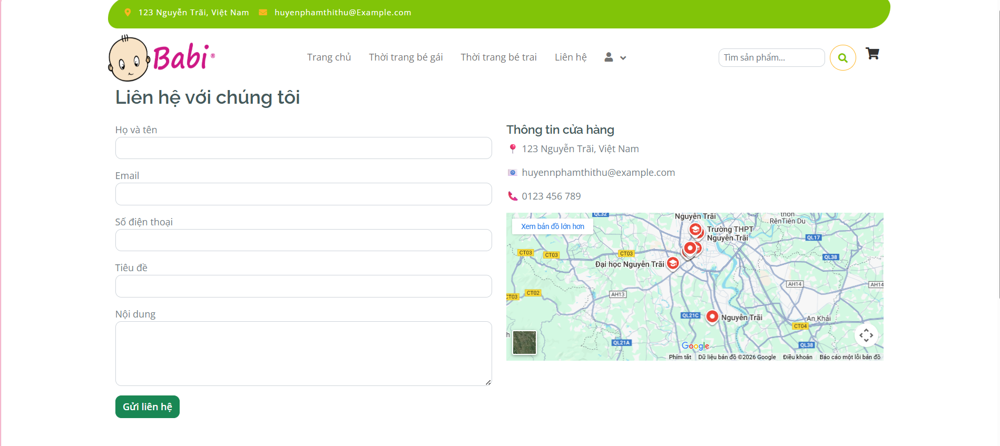 123 Nguyễn Trãi, Việt Nam huyenphamthithu@Example.com
Babi ®
Trang chủ Thời trang bé gái Thời trang bé trai Liên hệ
Tìm sản phẩm...
Liên hệ với chúng tôi
Họ và tên
Email
Số điện thoại
Tiêu đề
Nội dung
Gửi liên hệ
Thông tin cửa hàng
123 Nguyễn Trãi, Việt Nam
huyennphamthithu@example.com
0123 456 789
Xem bản đồ lớn hơn
QL32
Nguyễn Trãi
thôn
RênTiên Du
Trường THPT
Nguyễn Trãi
QL17
CT03
CT03
CT03
QL38
Đại học Nguyễn Trãi
AH14
AH14
CT03
CT02
AH13
QL21C
Nguyễn Trãi
An Khải
CT04
h
QL21A
QL38
Google
Phím tắt Dữ liệu bản đồ ©2026 Google Điều khoản Báo cáo một lỗi bản đồ